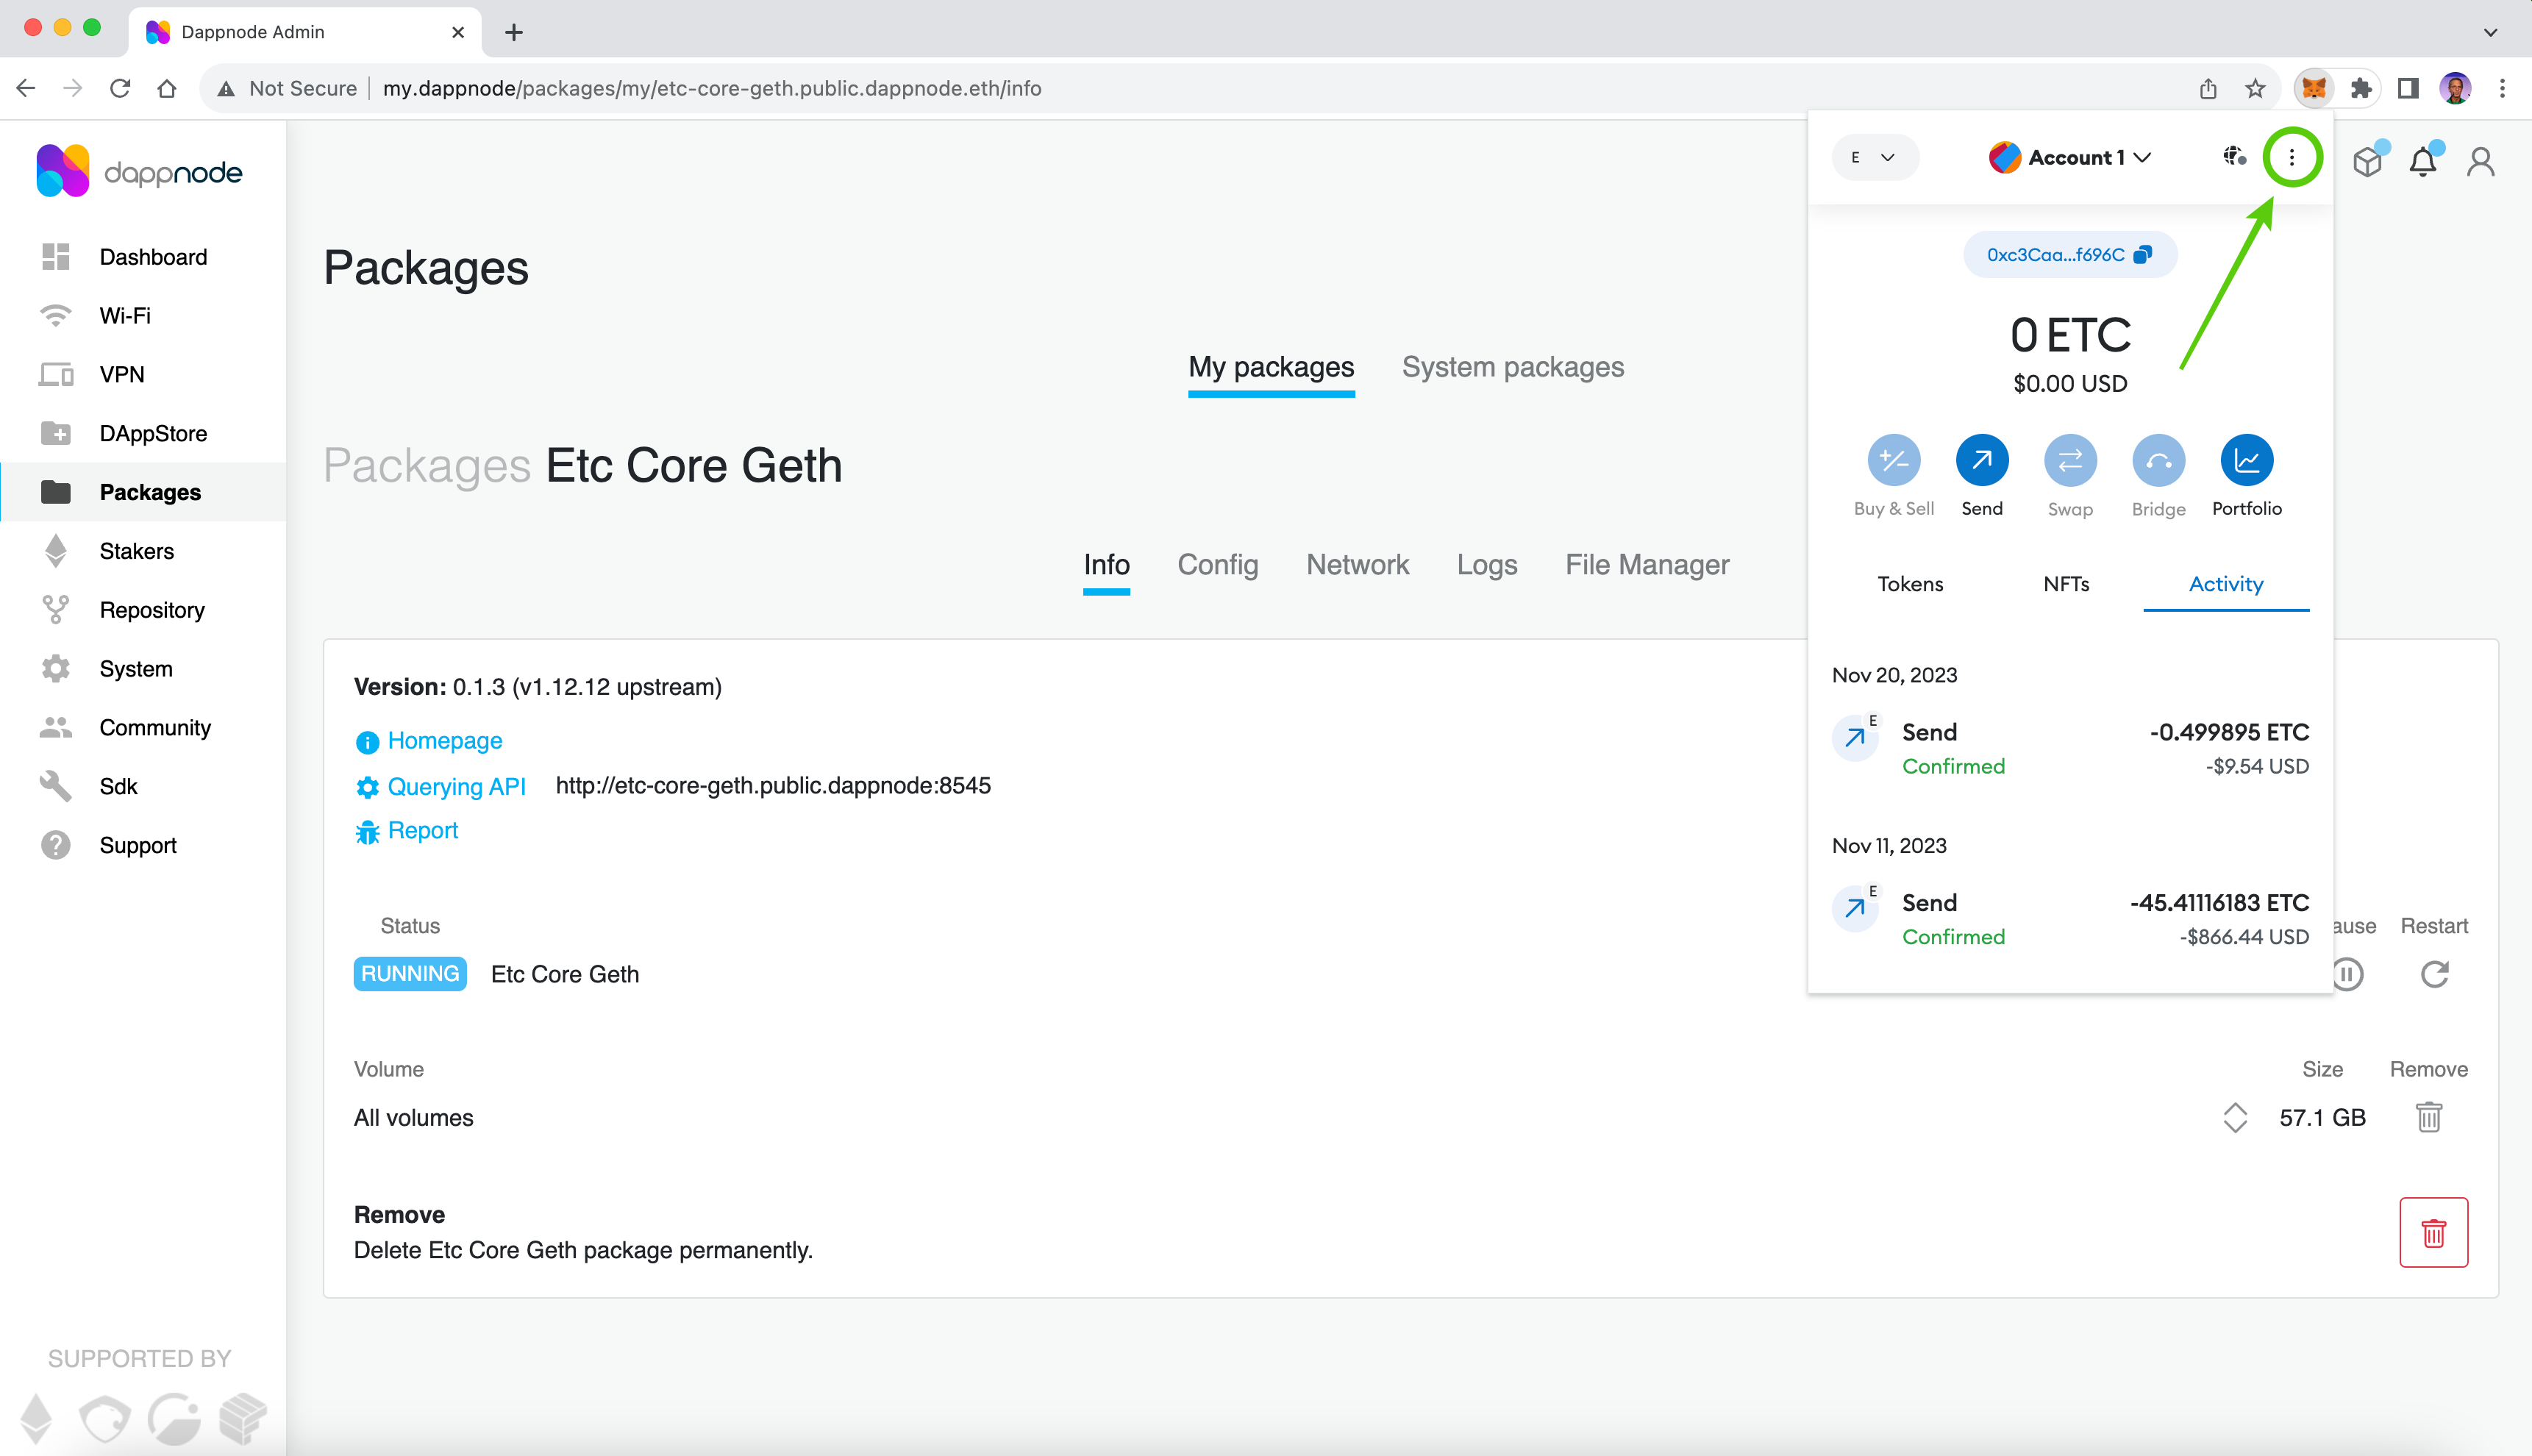 Dappnode Admin
Not Secure
my.dappnode/packages/my/etc-core-geth.public.dappnode.eth/info
dappnode
Dashboard
Wi-Fi
VPN
DAppStore
Packages
Stakers
Repository
System
Community
Sdk
Support
SUPPORTED BY
Packages
My packages
System packages
Packages Etc Core Geth
Info
Config
Network
Logs
File Manager
Version: 0.1.3 (v1.12.12 upstream)
Homepage
Querying API http://etc-core-geth.public.dappnode:8545
Report
Status
ause
Restart
RUNNING Etc Core Geth
Volume
Size
Remove
All volumes
57.1 GB
Remove
Delete Etc Core Geth package permanently.
E
Account 1
0xc3Caa...f696C
0 ETC
$0.00 USD
Buy & Sell
Send
Swap
Bridge
Portfolio
Tokens
NFTs
Activity
Nov 20, 2023
E
Send
-0.499895 ETC
Confirmed
-$9.54 USD
Nov 11, 2023
E
Send
-45.41116183 ETC
Confirmed
-$866.44 USD